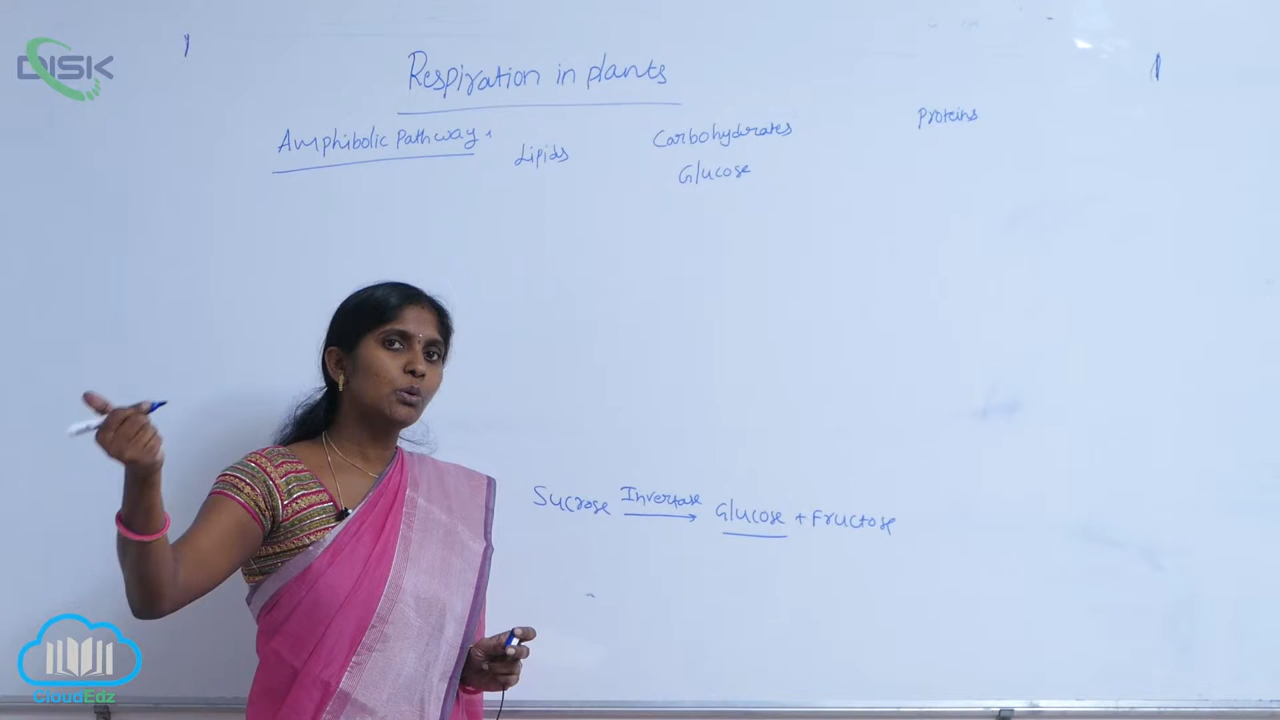 DISK
Respiration in plants
Amphibolic Pathway.
Lipids
Carbohydrates
Proteins
Glucose
Sucrose Invertase Glucose + Fructose
CloudEdz